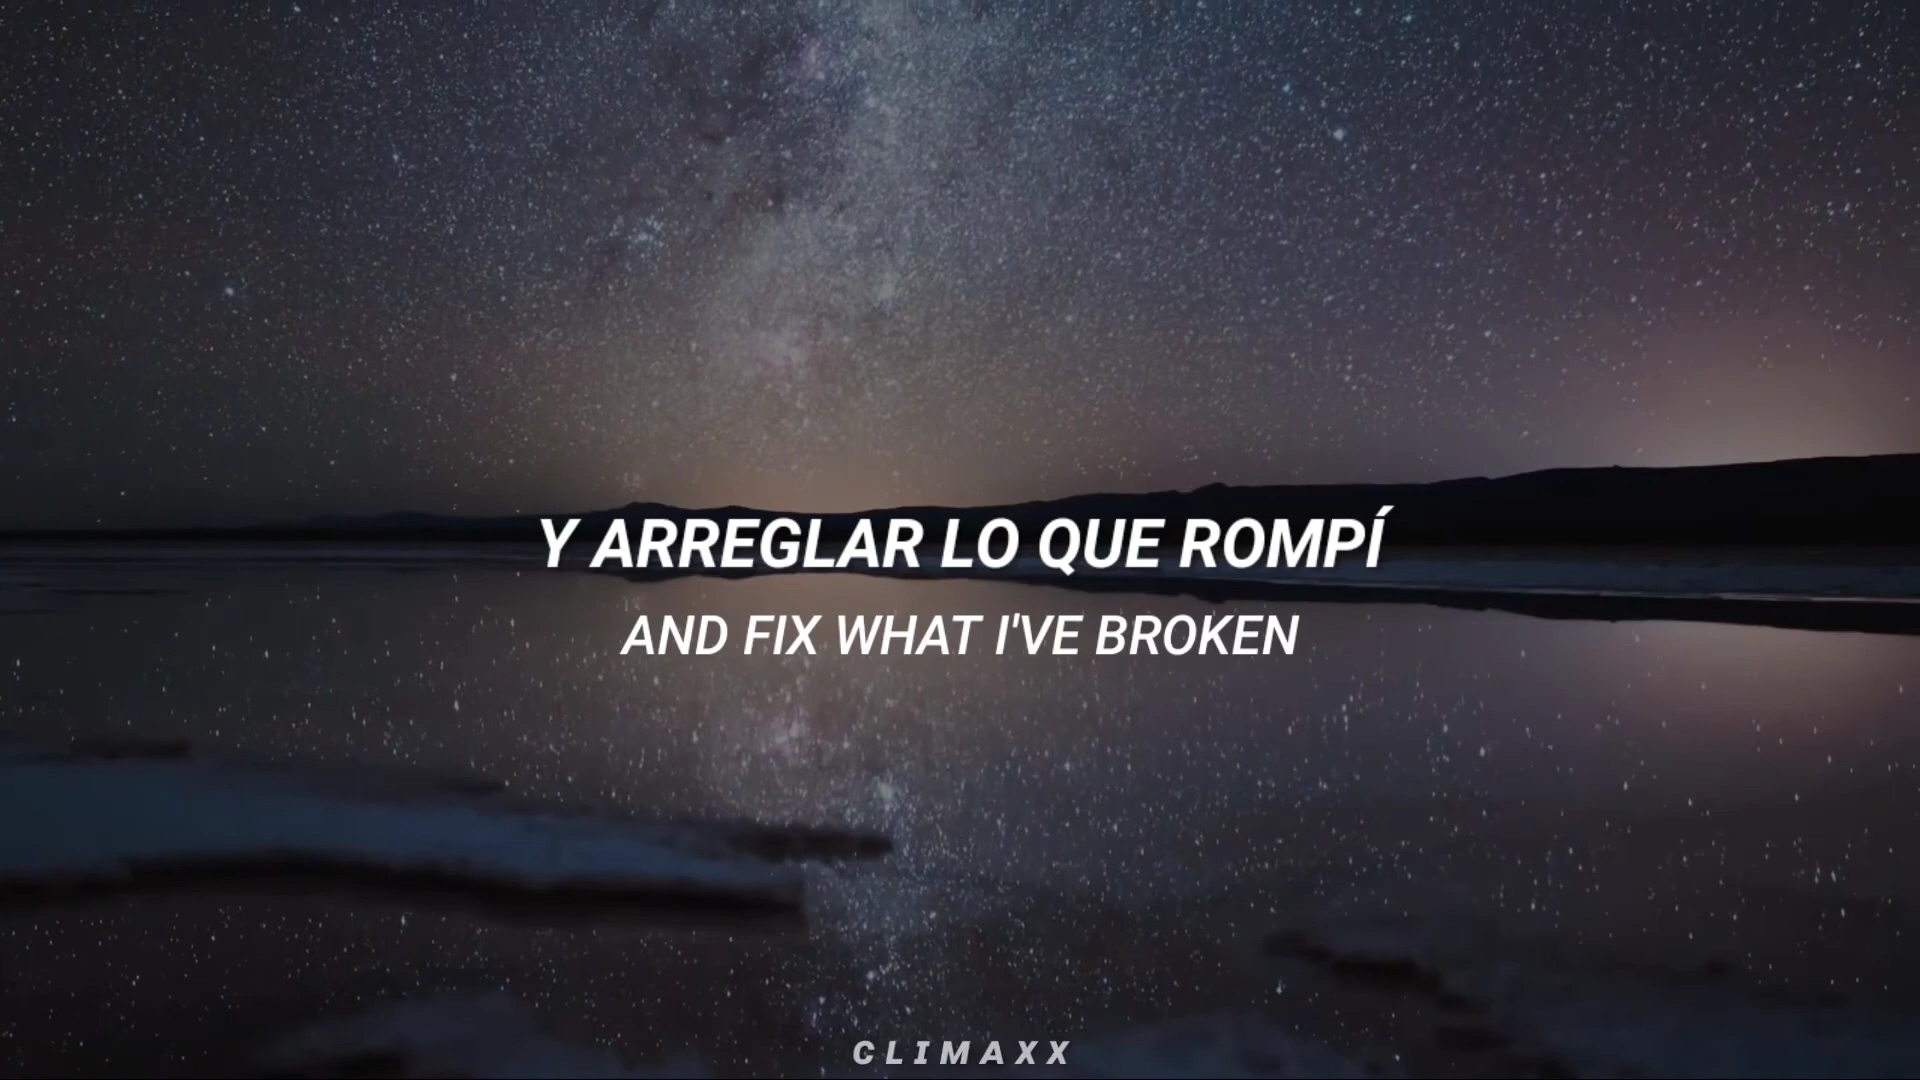 Y ARREGLAR LO QUE ROMPÍ
AND FIX WHAT I'VE BROKEN
CLIMAXX